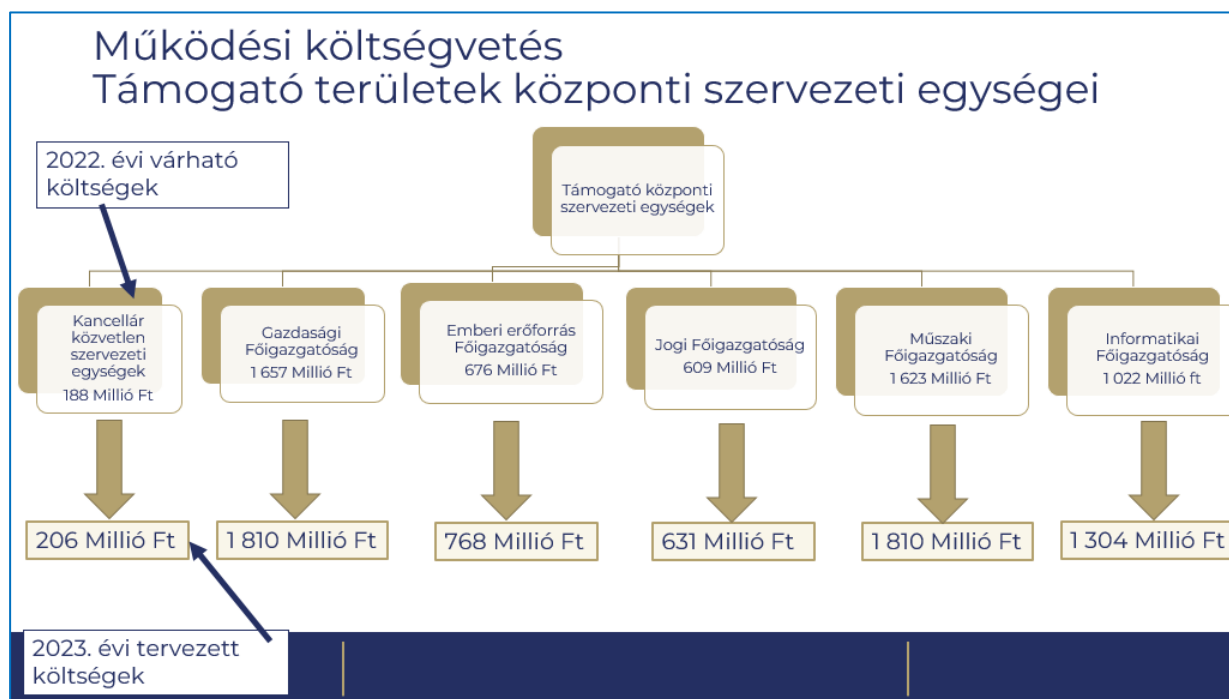 Működési költségvetés
Támogató területek központi szervezeti egységei
2022. évi várható
költségek
Támogató központi
szervezeti egységek
Kancellár
közvetlen
szervezeti
egységek
188 Millió Ft
Gazdasági
Főigazgatóság
1 657 Millió Ft
Emberi erőforrás
Főigazgatóság
676 Millió Ft
Jogi Főigazgatóság
609 Millió Ft
Műszaki
Főigazgatóság
1 623 Millió Ft
Informatikai
Főigazgatóság
1 022 Millió ft
206 Millió Ft
1 810 Millió Ft
768 Millió Ft
631 Millió Ft
1 810 Millió Ft
1 304 Millió Ft
2023. évi tervezett
költségek